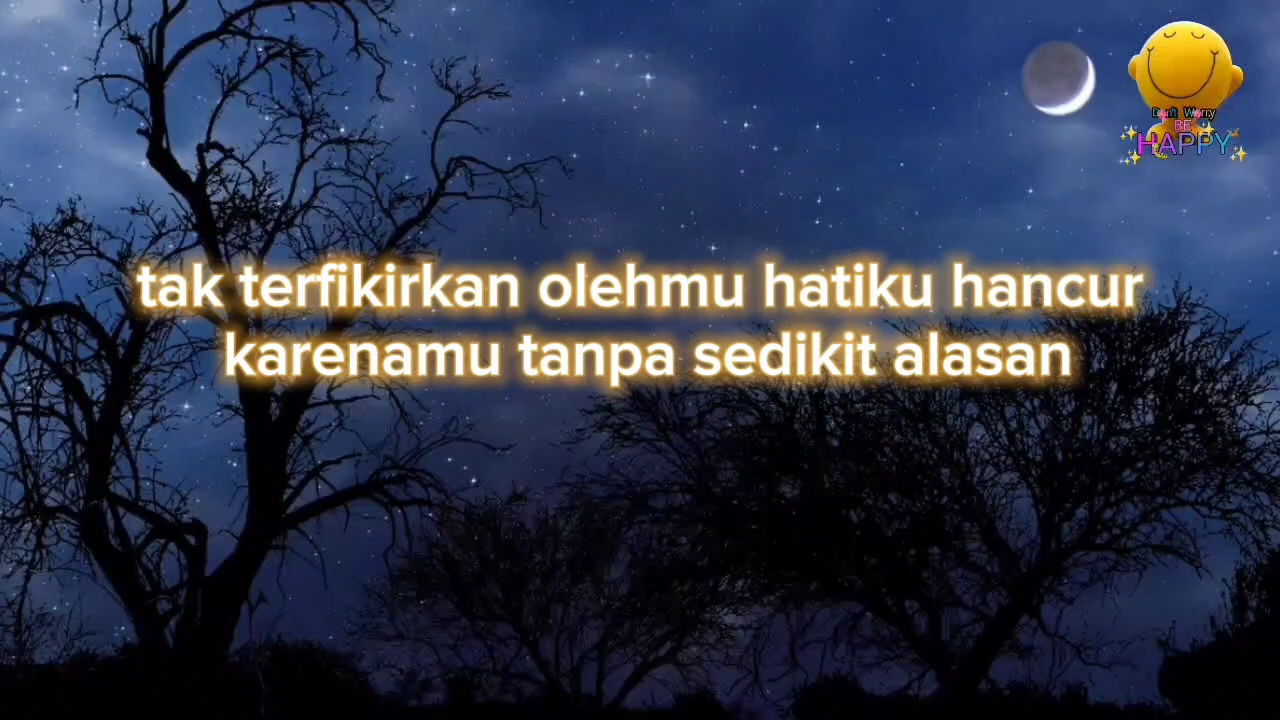 Don't Worry
BE
HAPPY
tak terfikirkan olehmu hatiku hancur
karenamu tanpa sedikit alasan